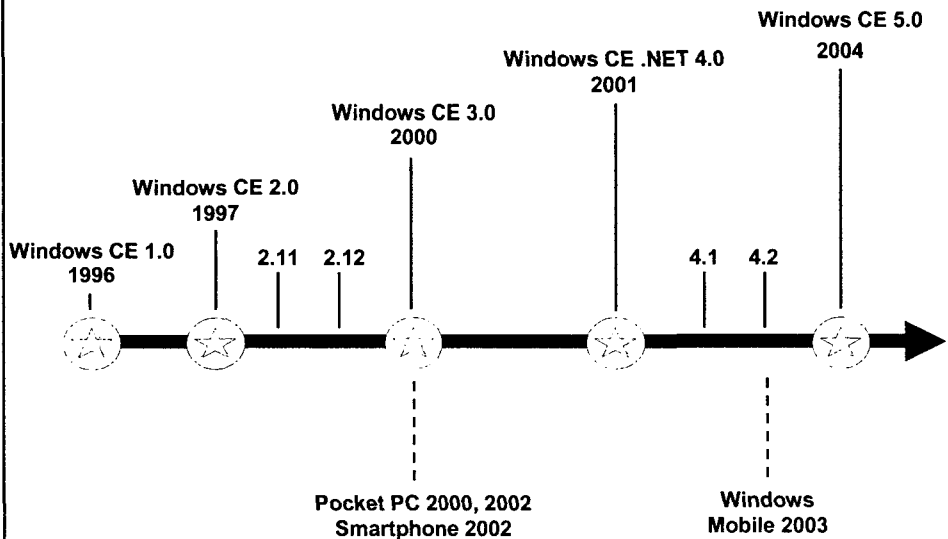 Windows CE 5.0
2004
Windows CE .NET 4.0
2001
Windows CE 3.0
2000
Windows CE 2.0
1997
Windows CE 1.0
1996
2.11
2.12
4.1
4.2
Pocket PC 2000, 2002
Smartphone 2002
Windows
Mobile 2003